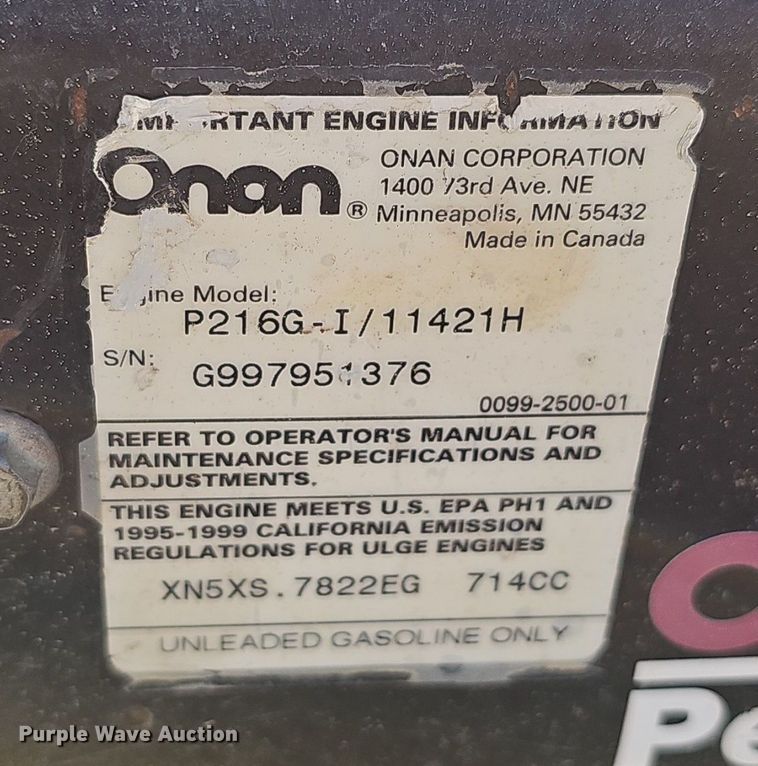 IMPORTANT ENGINE INFORMATION
Onan ®
ONAN CORPORATION
1400 73rd Ave. NE
Minneapolis, MN 55432
Made in Canada
Engine Model:
P216G-I/11421H
S/N:
G997951376
0099-2500-01
REFER TO OPERATOR'S MANUAL FOR
MAINTENANCE SPECIFICATIONS AND
ADJUSTMENTS.
THIS ENGINE MEETS U.S. EPA PH1 AND
1995-1999 CALIFORNIA EMISSION
REGULATIONS FOR ULGE ENGINES
XN5XS.7822EG 714CC
UNLEADED GASOLINE ONLY
O
Pe
Purple Wave Auction